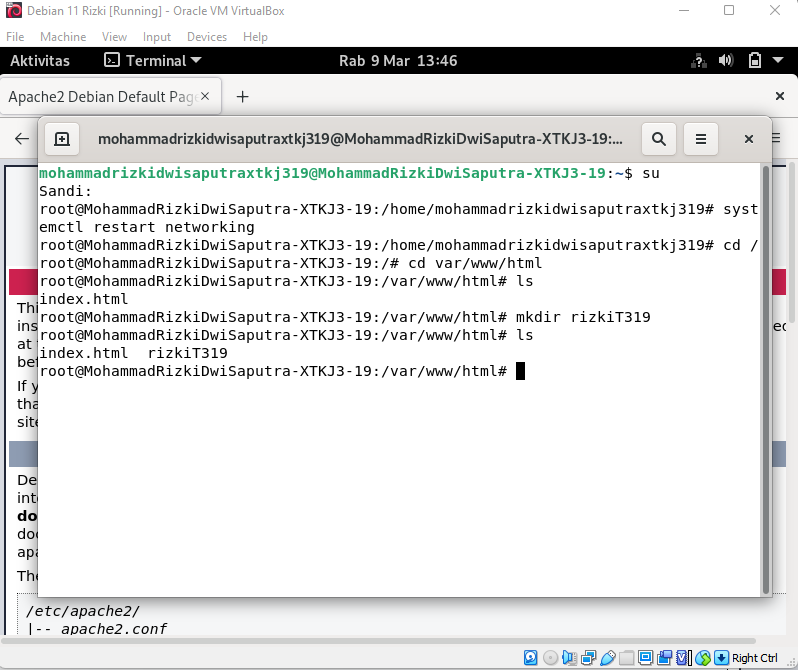 Debian 11 Rizki [Running] - Oracle VM VirtualBox
File Machine View Input Devices Help
Aktivitas Terminal Rab 9 Mar 13:46
Apache2 Debian Default Pag
mohammadrizkidwisaputraxtkj319@MohammadRizkiDwiSaputra-XTKJ3-19:...
mohammadrizkidwisaputraxtkj319@MohammadRizkiDwiSaputra-XTKJ3-19:~$ su
Sandi:
root@MohammadRizkiDwiSaputra-XTKJ3-19:/home/mohammadrizkidwisaputraxtkj319# syst
emctl restart networking
root@MohammadRizkiDwiSaputra-XTKJ3-19:/home/mohammadrizkidwisaputraxtkj319# cd /
root@MohammadRizkiDwiSaputra-XTKJ3-19:/# cd var/www/html
root@MohammadRizkiDwiSaputra-XTKJ3-19:/var/www/html# ls
index.html
root@MohammadRizkiDwiSaputra-XTKJ3-19:/var/www/html# mkdir rizkiT319
root@MohammadRizkiDwiSaputra-XTKJ3-19:/var/www/html# ls
index.html rizkiT319
root@MohammadRizkiDwiSaputra-XTKJ3-19:/var/www/html#
Thi
ins
at
bef
If y
tha
site
De
int
do
doc
apa
The
/etc/apache2/
|-- apache2.conf
Right Ctrl